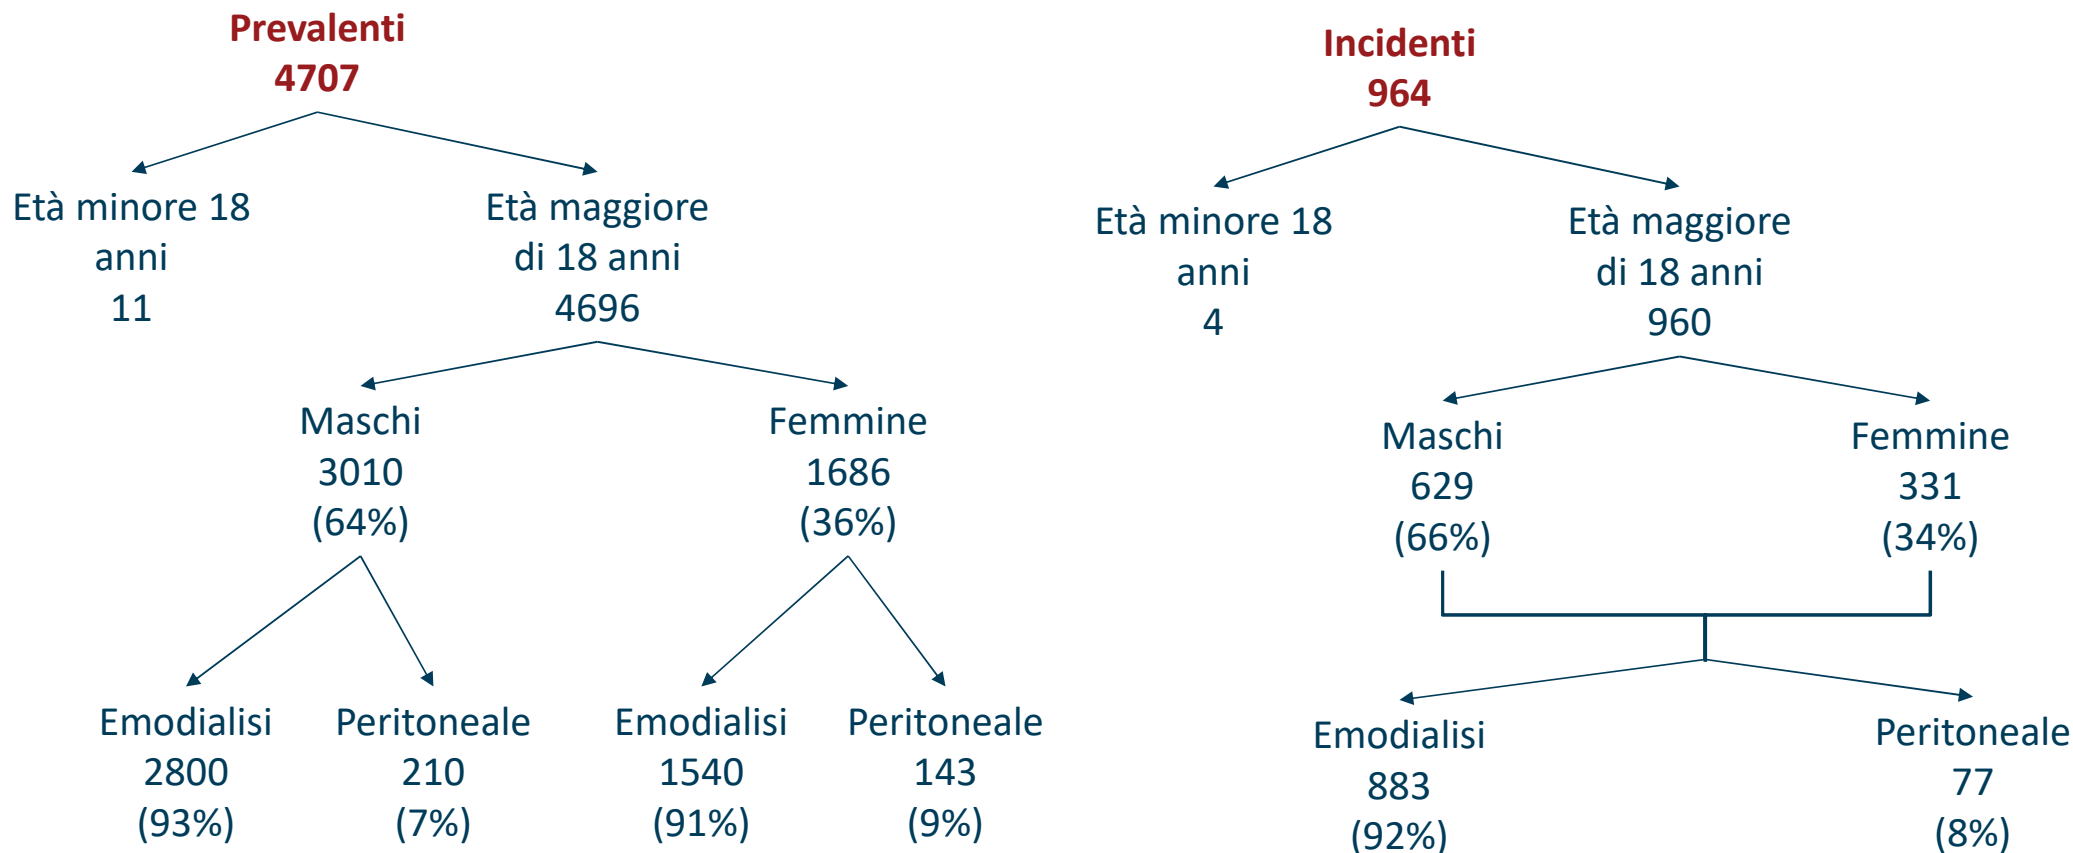 Prevalenti
4707
Età minore 18
anni
11
Età maggiore
di 18 anni
4696
Maschi
3010
(64%)
Femmine
1686
(36%)
Emodialisi
2800
(93%)
Peritoneale
210
(7%)
Emodialisi
1540
(91%)
Peritoneale
143
(9%)
Incidenti
964
Età minore 18
anni
4
Età maggiore
di 18 anni
960
Maschi
629
(66%)
Femmine
331
(34%)
Emodialisi
883
(92%)
Peritoneale
77
(8%)